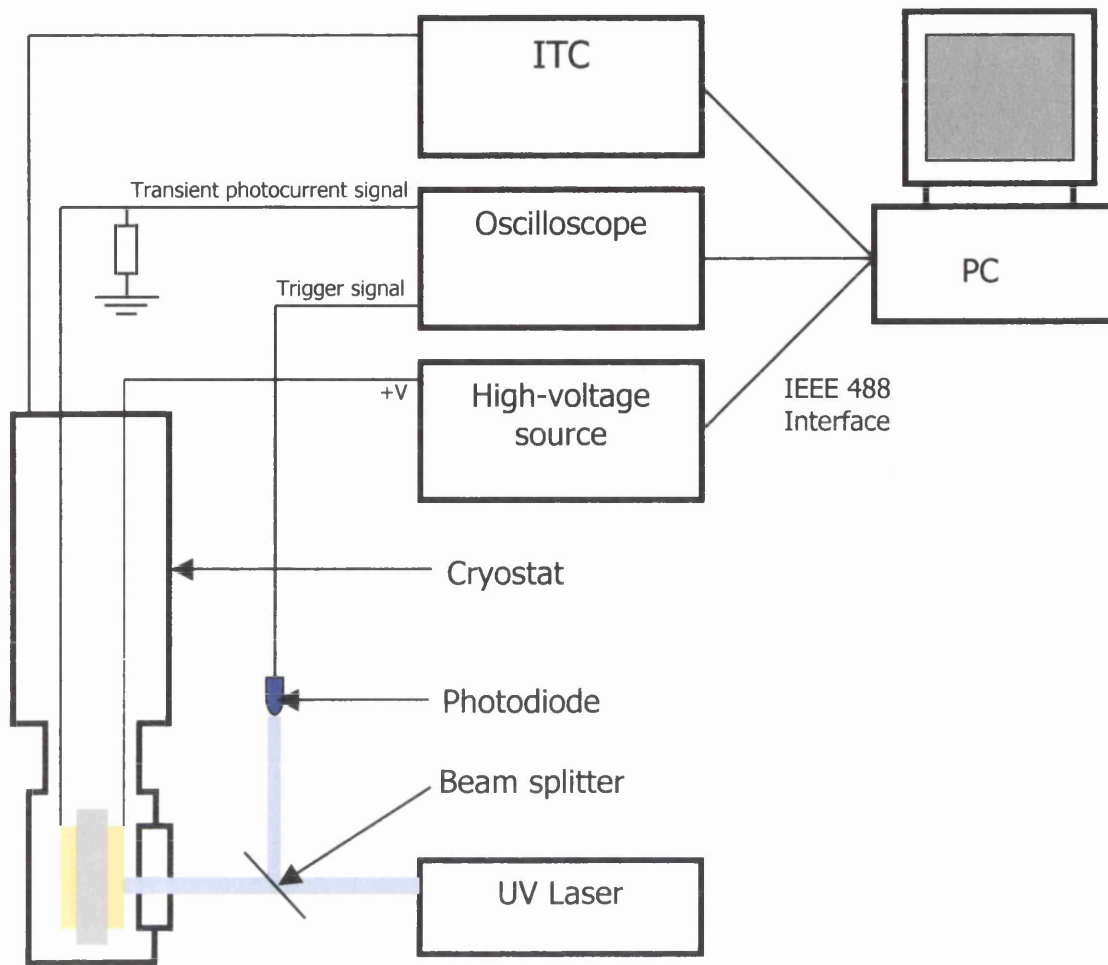 ITC
Transient photocurrent signal
Oscilloscope
PC
Trigger signal
+V
High-voltage
source
IEEE 488
Interface
Cryostat
Photodiode
Beam splitter
UV Laser